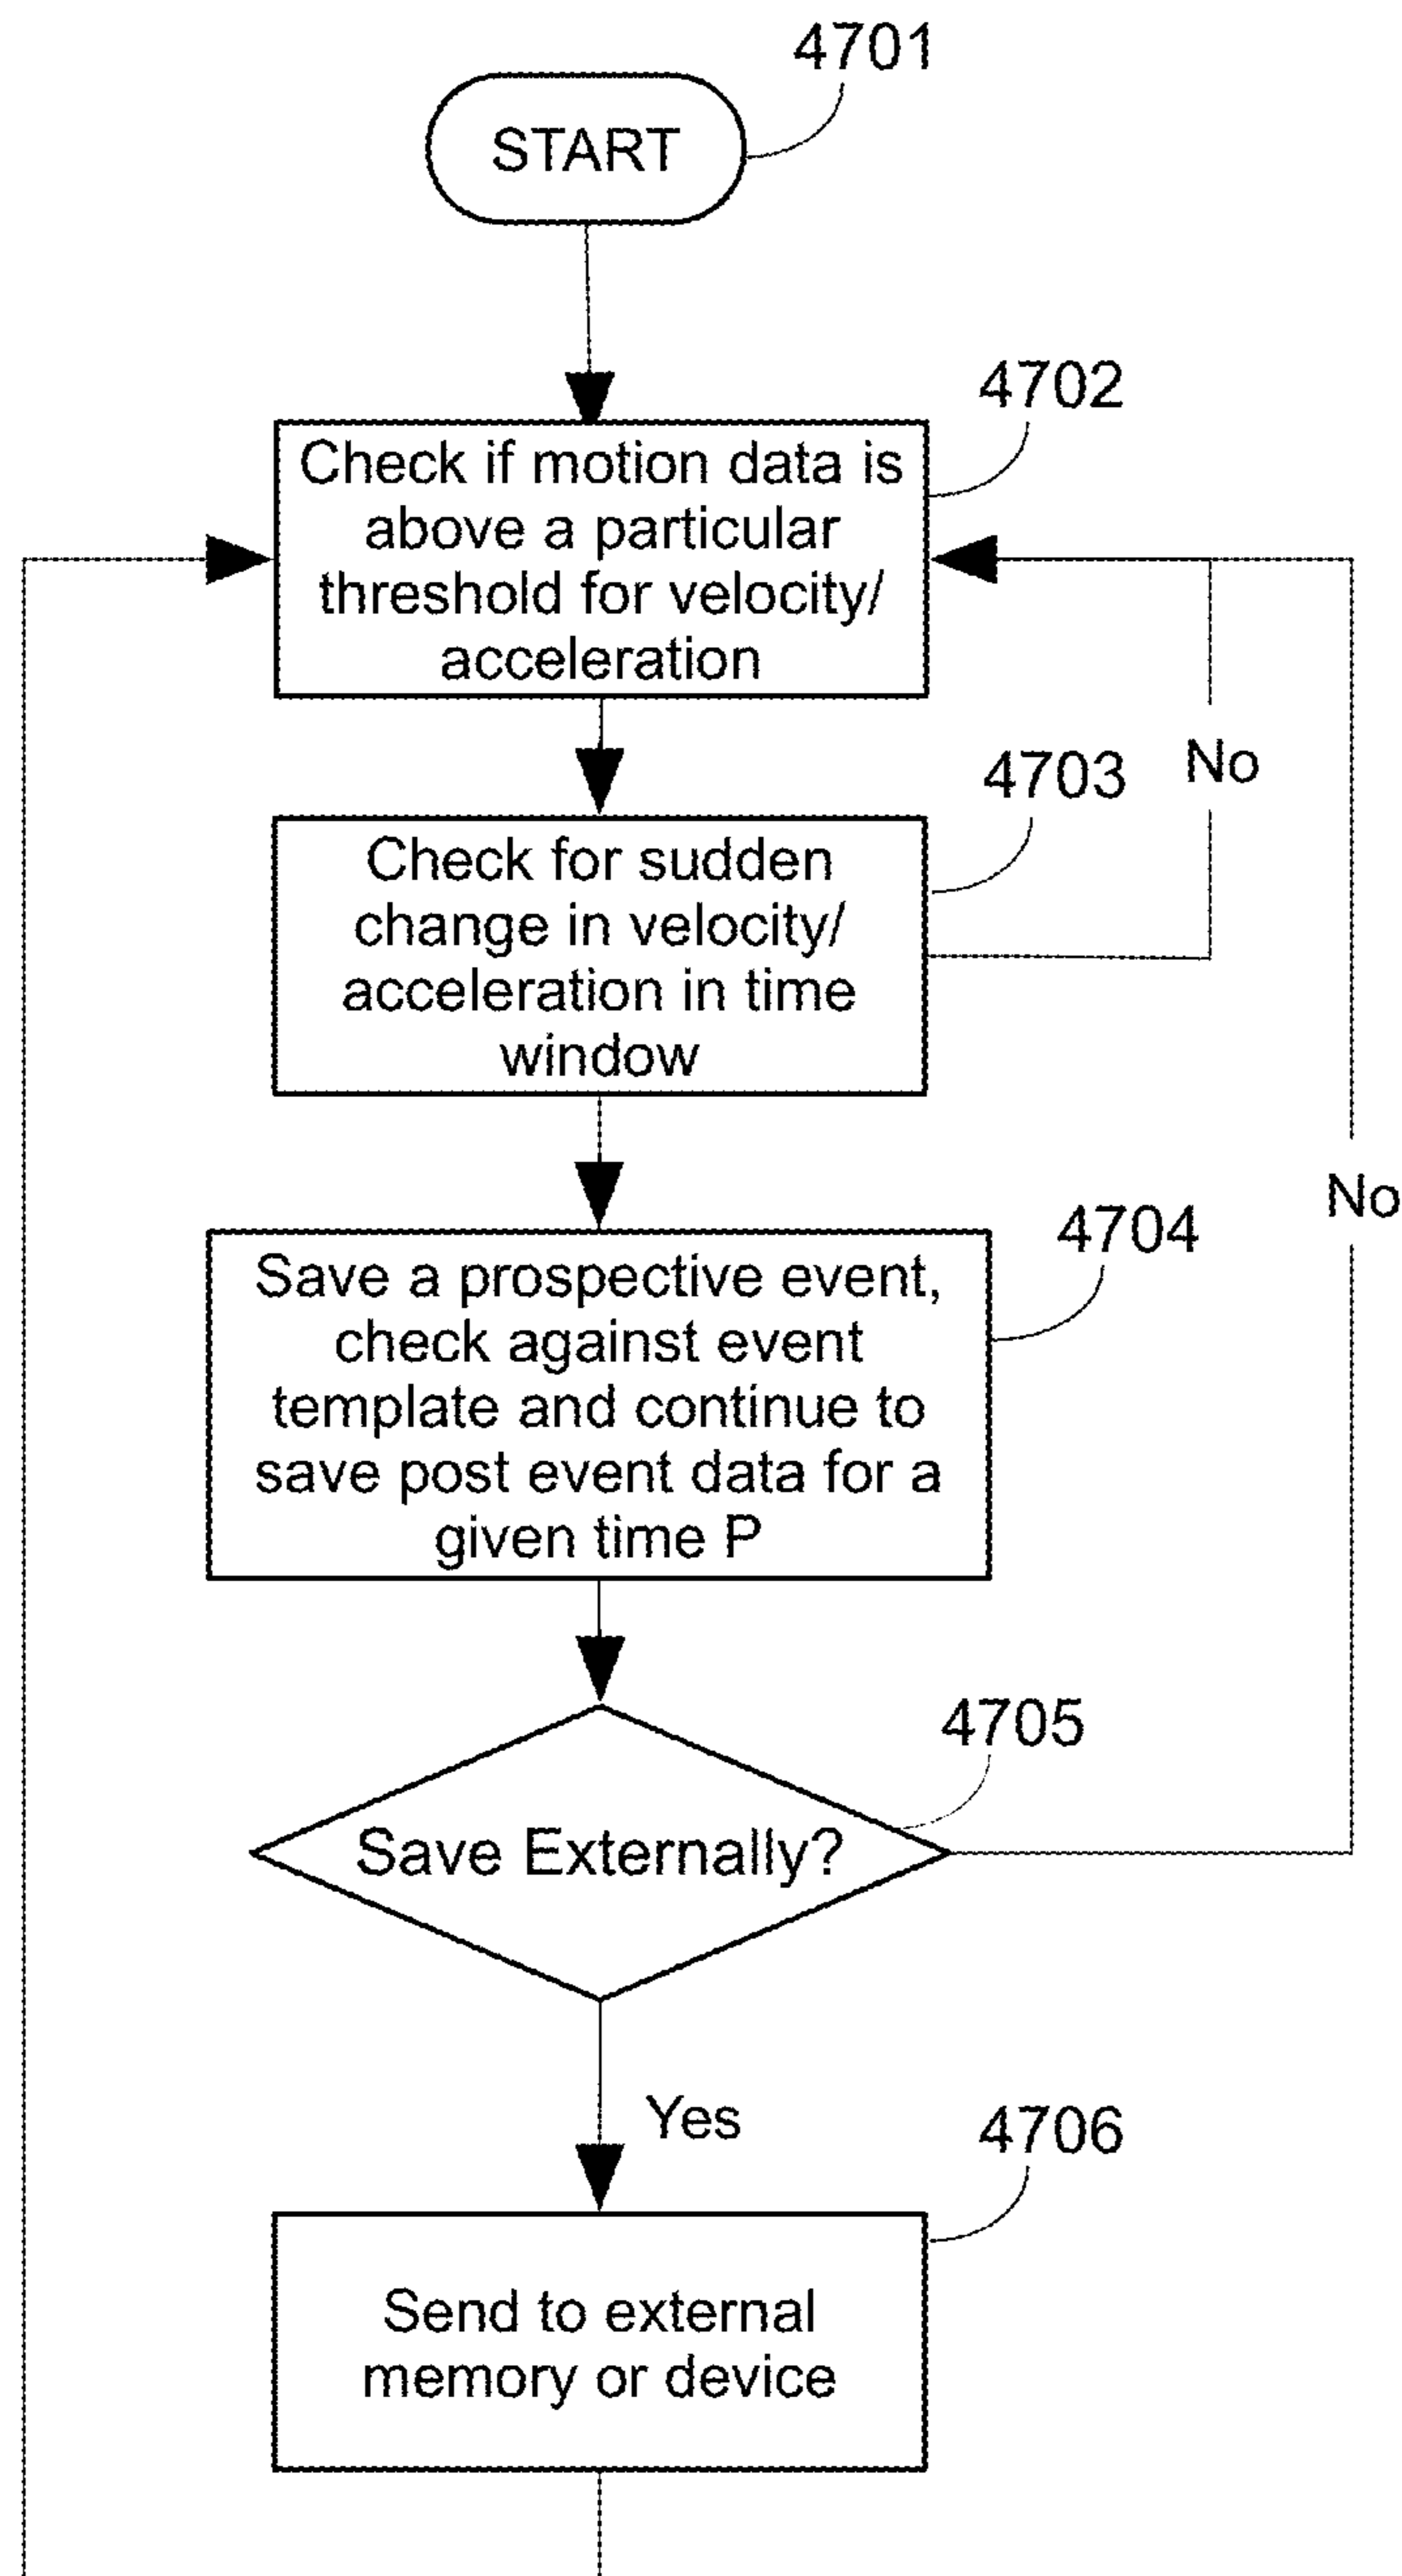 4701
START
4702
Check if motion data is
above a particular
threshold for velocity/
acceleration
4703
No
Check for sudden
change in velocity/
acceleration in time
window
No
4704
Save a prospective event,
check against event
template and continue to
save post event data for a
given time P
4705
Save Externally?
Yes
4706
Send to external
memory or device